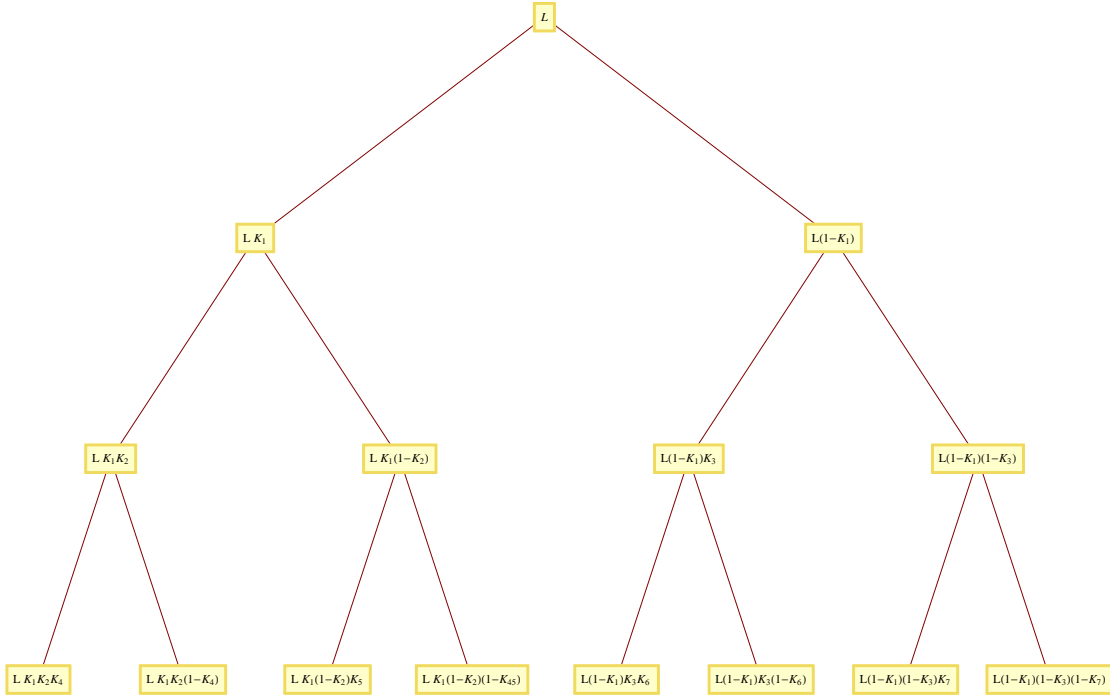 L
L K₁
L(1−K₁)
L K₁K₂
L K₁(1−K₂)
L(1−K₁)K₃
L(1−K₁)(1−K₃)
L K₁K₂K₄
L K₁K₂(1−K₄)
L K₁(1−K₂)K₅
L K₁(1−K₂)(1−K₄₅)
L(1−K₁)K₃K₆
L(1−K₁)K₃(1−K₆)
L(1−K₁)(1−K₃)K₇
L(1−K₁)(1−K₃)(1−K₇)